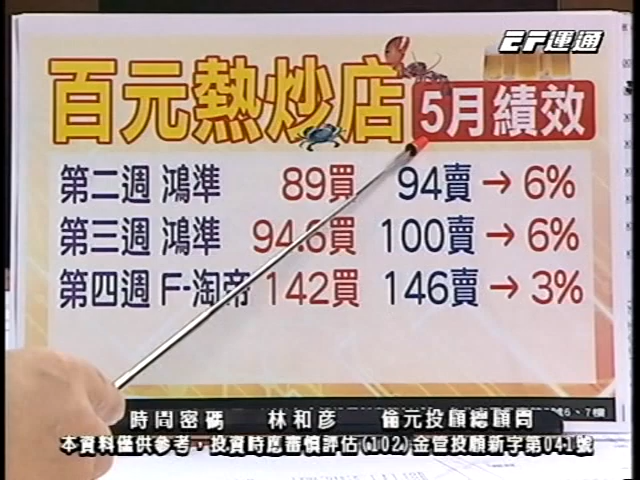 EF運通
百元熱炒店 5月績效
第二週 鴻準 89買 94賣→6%
第三週 鴻準 94.6買 100賣→6%
第四週 F-淘帝 142買 146賣→3%
時間密碼 林和彥 倫元投顧總顧問
本資料僅供參考，投資時應審慎評估(102)金管投顧新字第041號